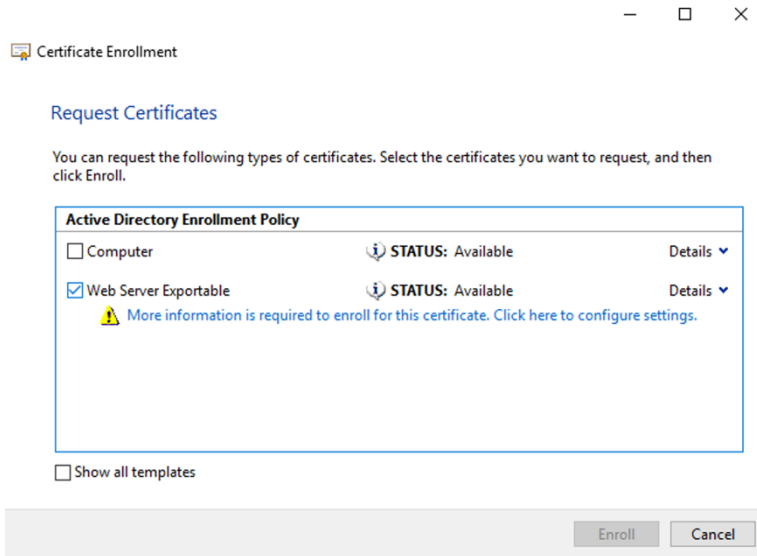 Certificate Enrollment
Request Certificates
You can request the following types of certificates. Select the certificates you want to request, and then
click Enroll.
Active Directory Enrollment Policy
Computer STATUS: Available Details
Web Server Exportable STATUS: Available Details
More information is required to enroll for this certificate. Click here to configure settings.
Show all templates
Enroll Cancel